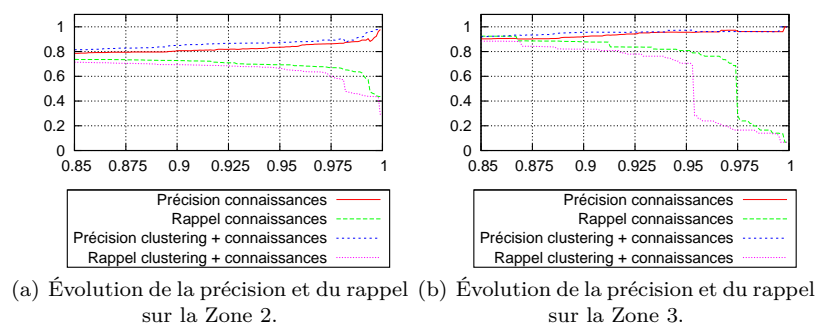 1
0.8
0.6
0.4
0.2
0
0.85 0.875 0.9 0.925 0.95 0.975 1
Précision connaissances
Rappel connaissances
Précision clustering + connaissances
Rappel clustering + connaissances
(a) Évolution de la précision et du rappel
sur la Zone 2.
1
0.8
0.6
0.4
0.2
0
0.85 0.875 0.9 0.925 0.95 0.975 1
Précision connaissances
Rappel connaissances
Précision clustering + connaissances
Rappel clustering + connaissances
(b) Évolution de la précision et du rappel
sur la Zone 3.